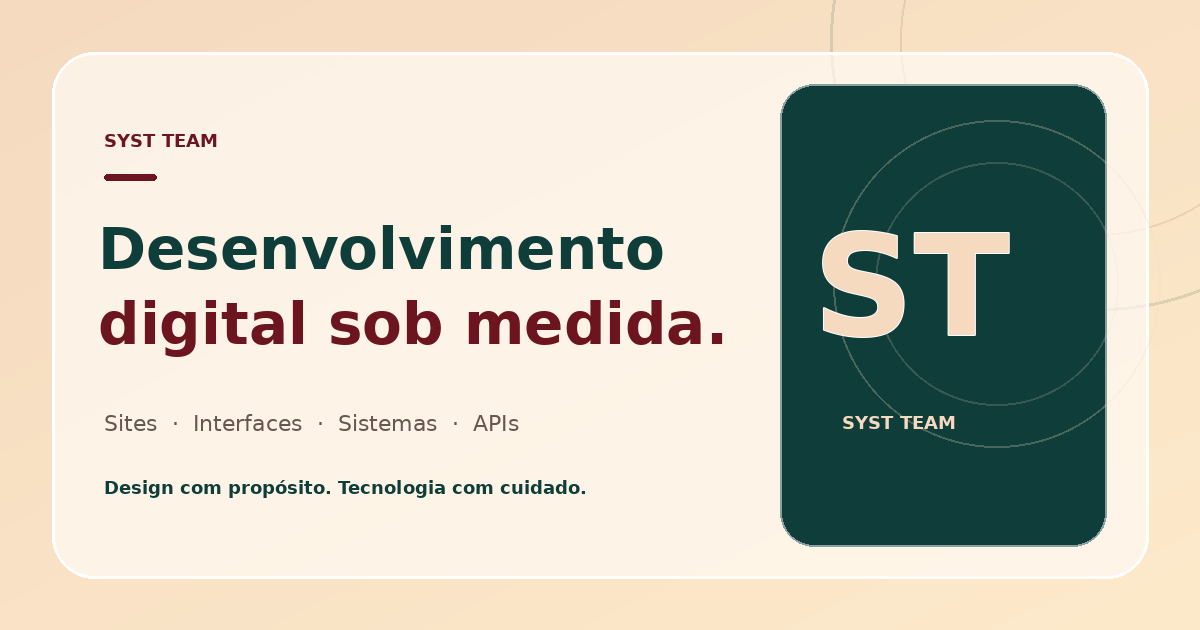 SYST TEAM
Desenvolvimento
digital sob medida.
Sites · Interfaces · Sistemas · APIs
Design com propósito. Tecnologia com cuidado.
ST
SYST TEAM